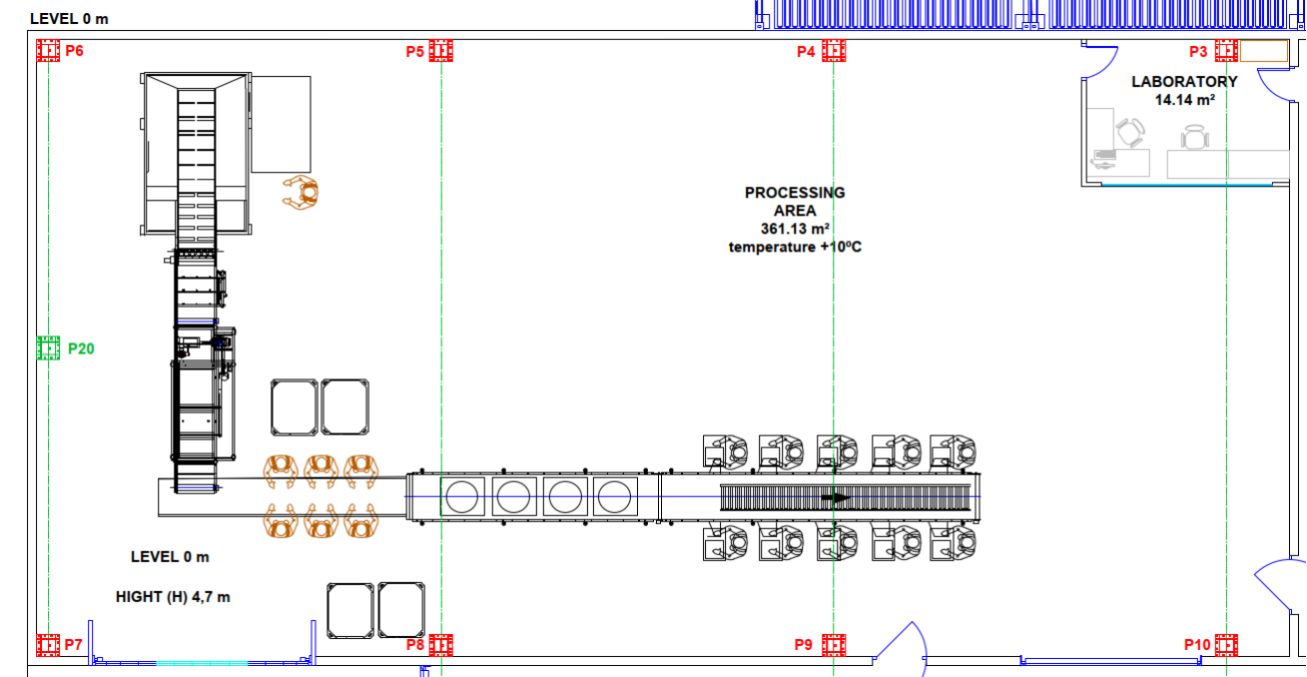 LEVEL 0 m
P6
P5
P4
P3
LABORATORY
14.14 m²
PROCESSING
AREA
361.13 m²
temperature +10ºC
P20
LEVEL 0 m
HIGHT (H) 4,7 m
P7
P8
P9
P10